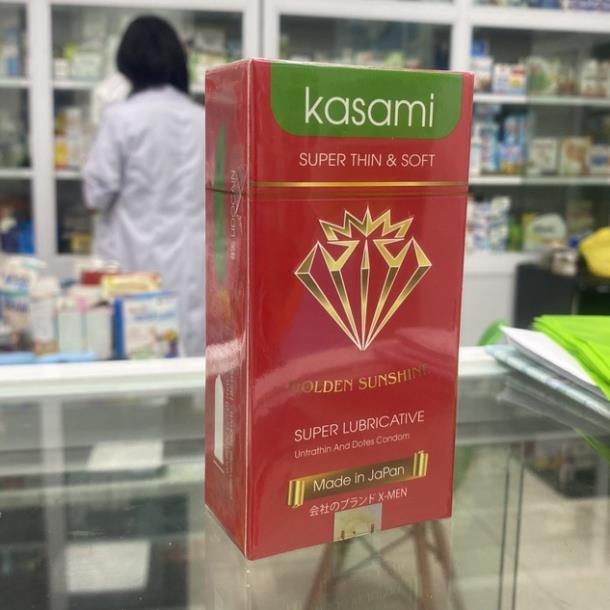 kasami
SUPER THIN & SOFT
GOLDEN SUNSHINE
SUPER LUBRICATIVE
Untrathin And Dotes Condom
Made in JaPan
会社のブランド X-MEN